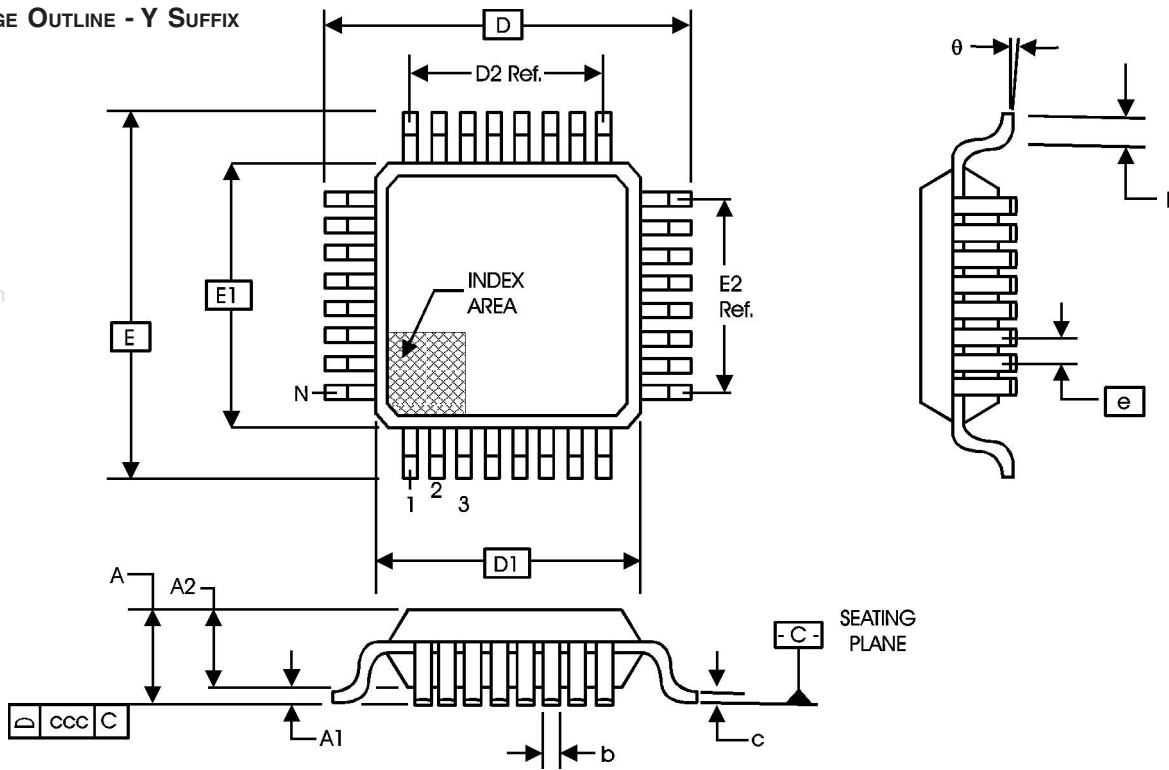 GE OUTLINE - Y SUFFIX
D
D2 Ref.
θ
INDEX
AREA
E1
E
E2
Ref.
N
1
2
3
e
D1
A
A2
- C -
SEATING
PLANE
ccc C
A1
b
c